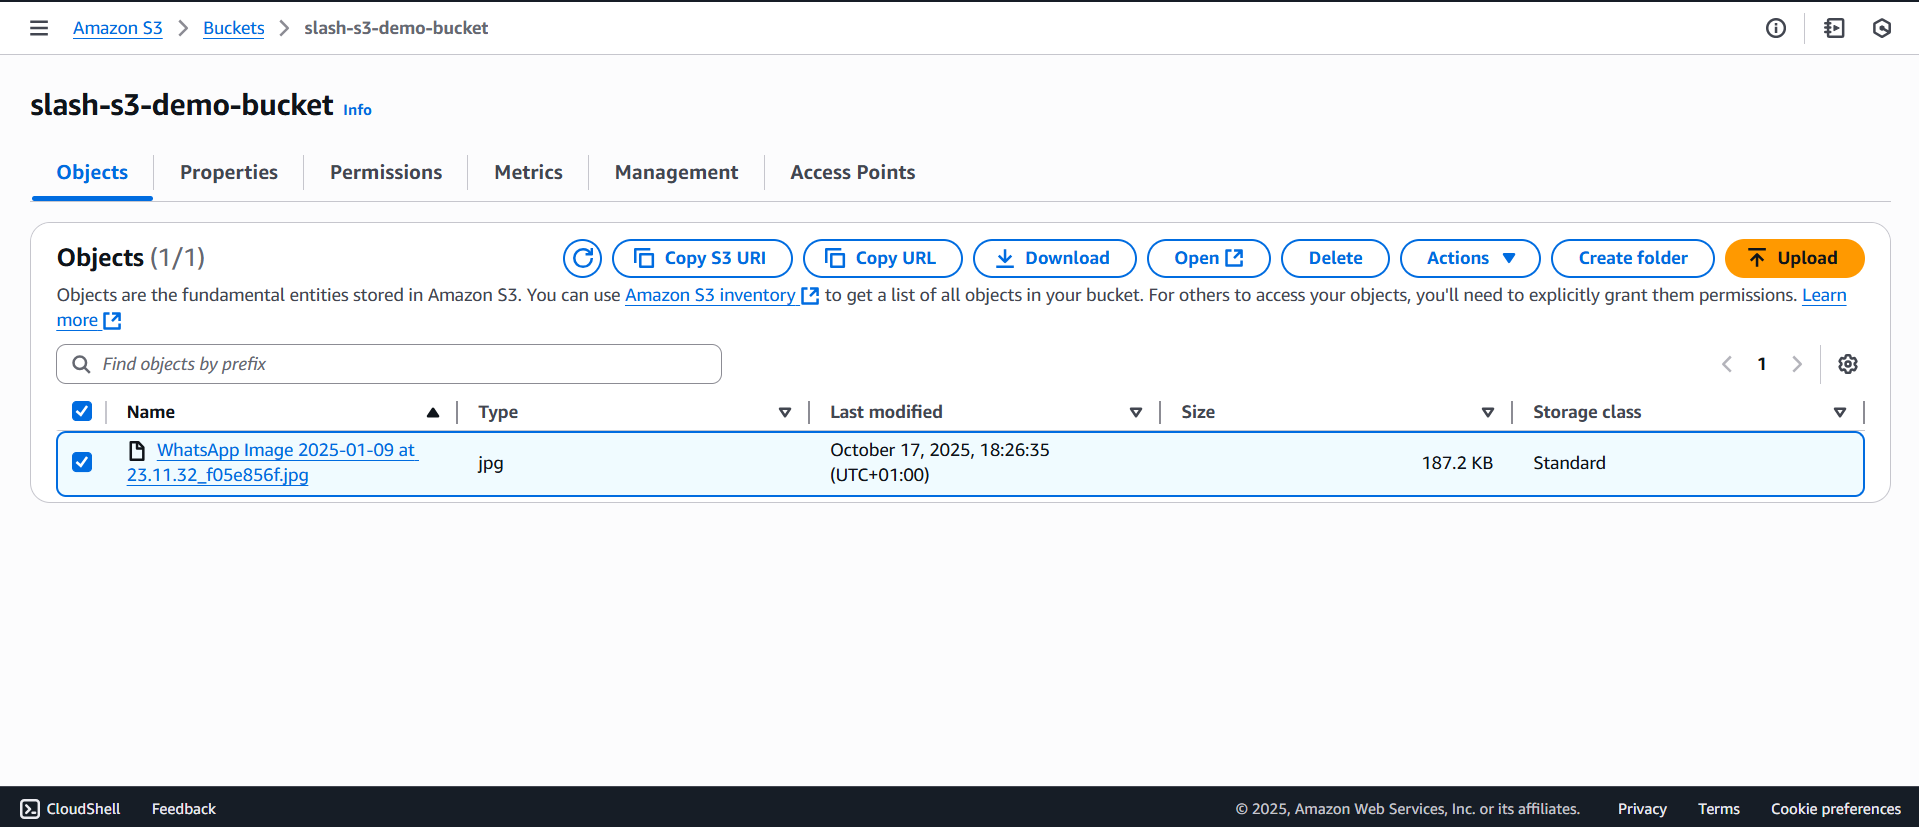 Amazon S3 Buckets slash-s3-demo-bucket
slash-s3-demo-bucket Info
Objects Properties Permissions Metrics Management Access Points
Objects (1/1) Copy S3 URI Copy URL Download Open Delete Actions Create folder Upload
Objects are the fundamental entities stored in Amazon S3. You can use Amazon S3 inventory to get a list of all objects in your bucket. For others to access your objects, you'll need to explicitly grant them permissions. Learn
more
Find objects by prefix 1
Name Type Last modified Size Storage class
WhatsApp Image 2025-01-09 at
23.11.32_f05e856f.jpg
jpg
October 17, 2025, 18:26:35
(UTC+01:00)
187.2 KB
Standard
CloudShell Feedback © 2025, Amazon Web Services, Inc. or its affiliates. Privacy Terms Cookie preferences